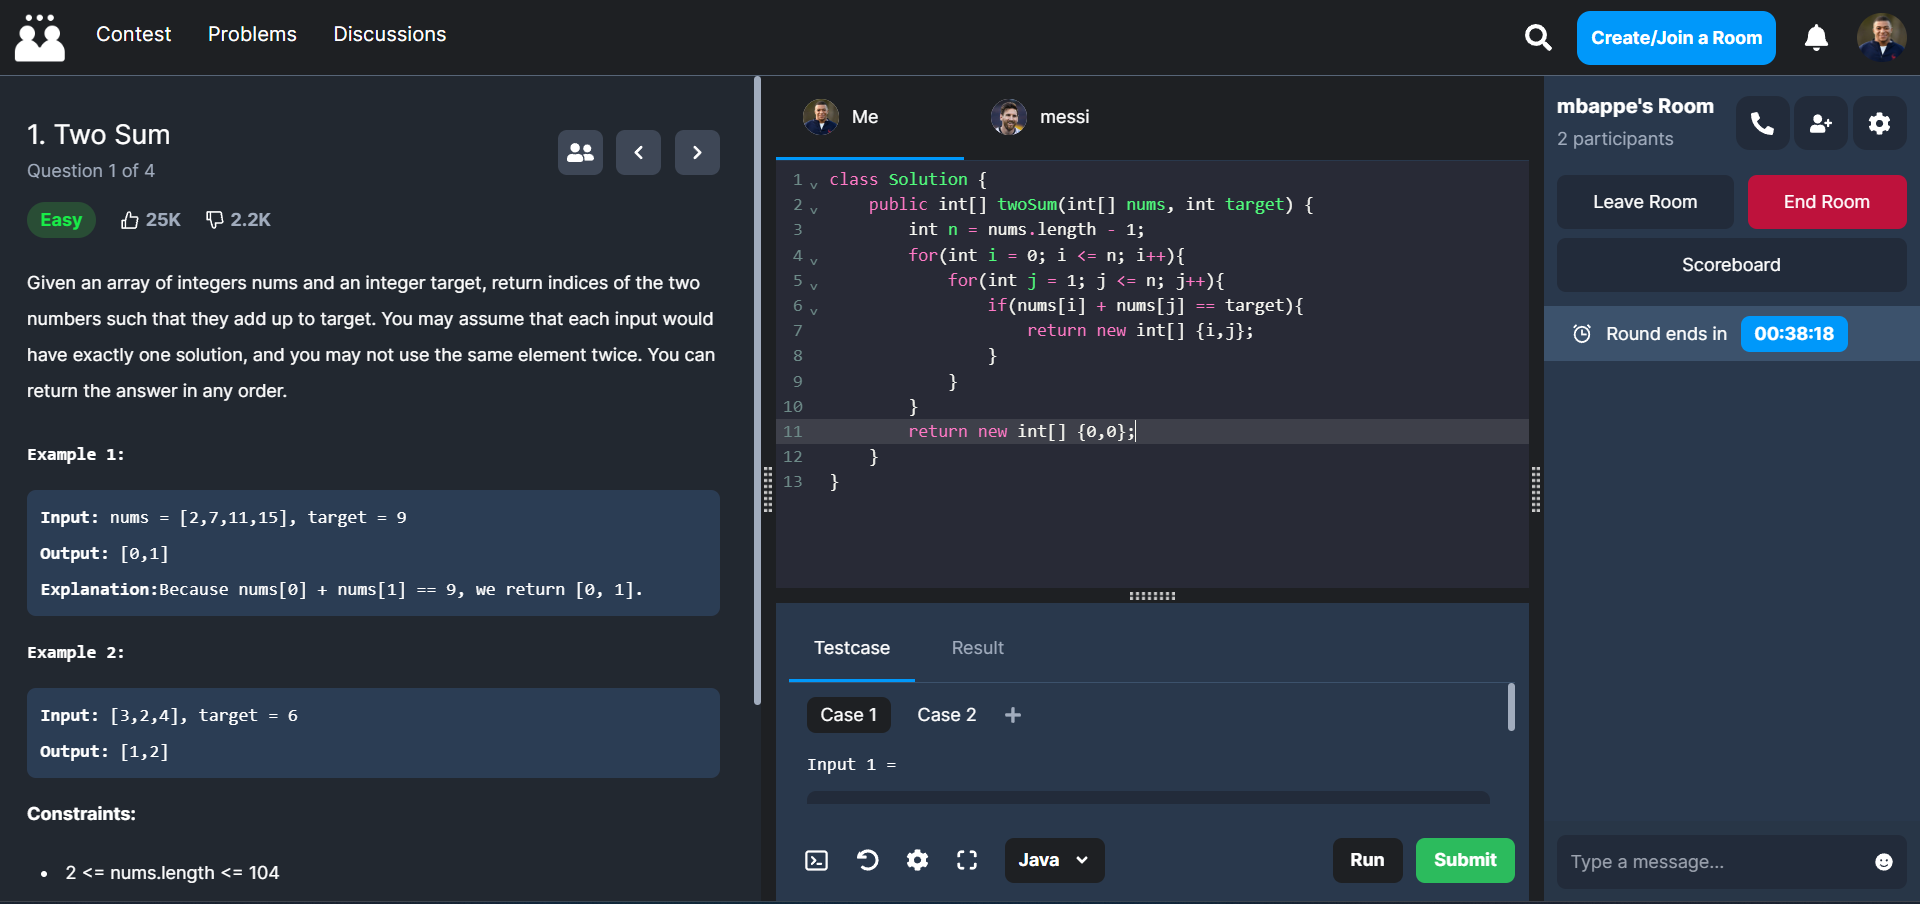 Contest
Problems
Discussions
Create/Join a Room
1. Two Sum
Question 1 of 4
Easy
25K
2.2K
Given an array of integers nums and an integer target, return indices of the two
numbers such that they add up to target. You may assume that each input would
have exactly one solution, and you may not use the same element twice. You can
return the answer in any order.
Example 1:
Input: nums = [2,7,11,15], target = 9
Output: [0,1]
Explanation:Because nums[0] + nums[1] == 9, we return [0, 1].
Example 2:
Input: [3,2,4], target = 6
Output: [1,2]
Constraints:
• 2 <= nums.length <= 104
Me
messi
1 class Solution {
2     public int[] twoSum(int[] nums, int target) {
3         int n = nums.length - 1;
4         for(int i = 0; i <= n; i++){
5             for(int j = 1; j <= n; j++){
6                 if(nums[i] + nums[j] == target){
7                     return new int[] {i,j};
8                 }
9             }
10         }
11         return new int[] {0,0};
12     }
13 }
Testcase
Result
Case 1
Case 2
+
Input 1 =
Java
Run
Submit
mbappe's Room
2 participants
Leave Room
End Room
Scoreboard
Round ends in 00:38:18
Type a message...